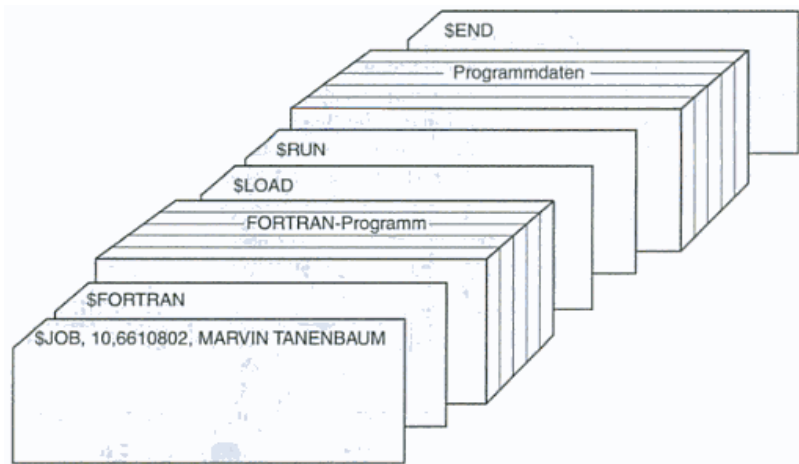 $END
Programmdaten
$RUN
$LOAD
FORTRAN-Programm
$FORTRAN
$JOB, 10,6610802, MARVIN TANENBAUM